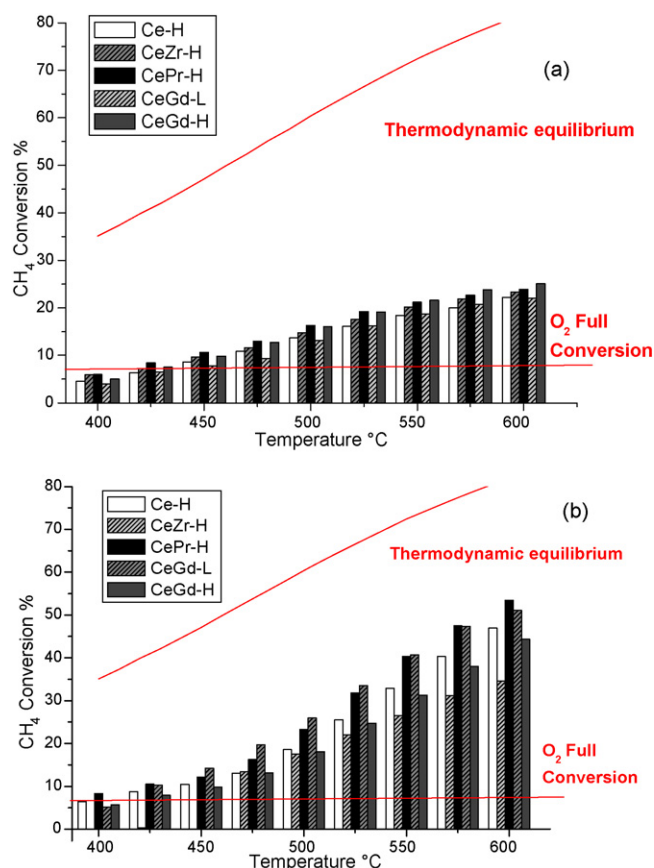 80
70
60
50
40
30
20
10
0
CH4 Conversion %
Ce-H
CeZr-H
CePr-H
CeGd-L
CeGd-H
(a)
Thermodynamic equilibrium
O2 Full
Conversion
400 450 500 550 600
Temperature °C
80
70
60
50
40
30
20
10
0
CH4 Conversion %
Ce-H
CeZr-H
CePr-H
CeGd-L
CeGd-H
(b)
Thermodynamic equilibrium
O2 Full
Conversion
400 450 500 550 600
Temperature °C